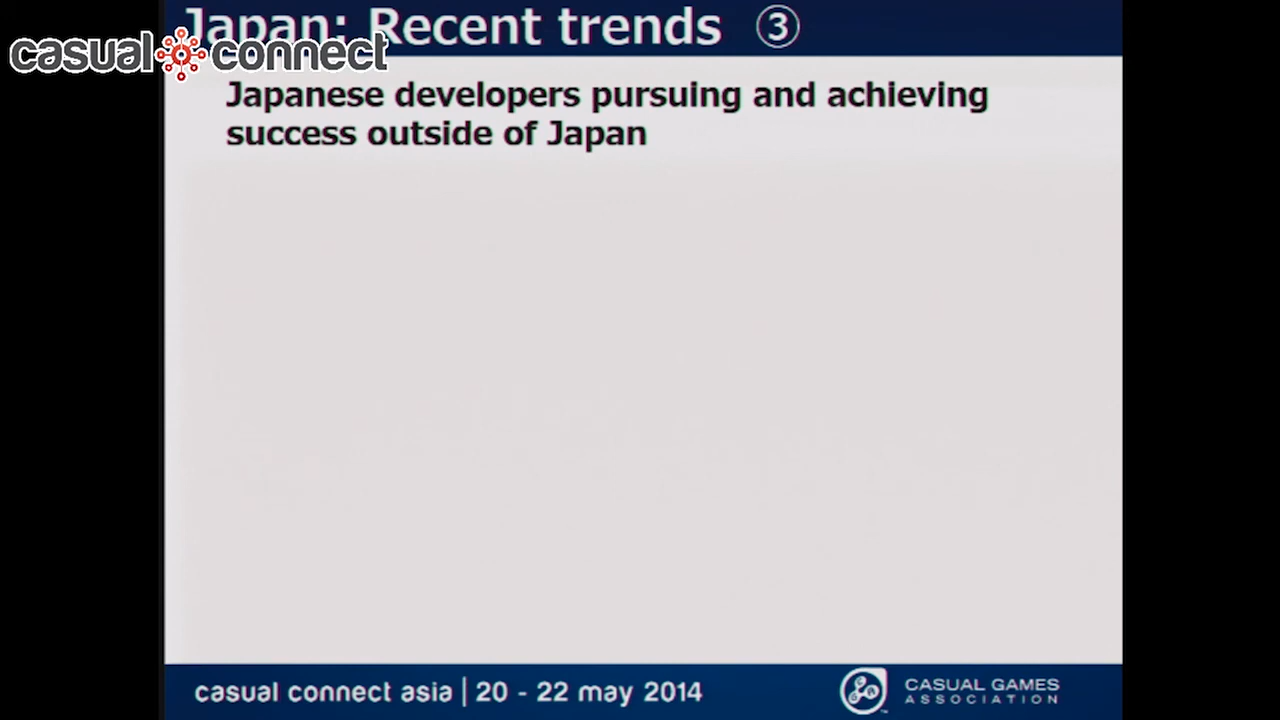 Japan: Recent trends ③
casual connect
Japanese developers pursuing and achieving
success outside of Japan
casual connect asia | 20 - 22 may 2014
CASUAL GAMES
ASSOCIATION